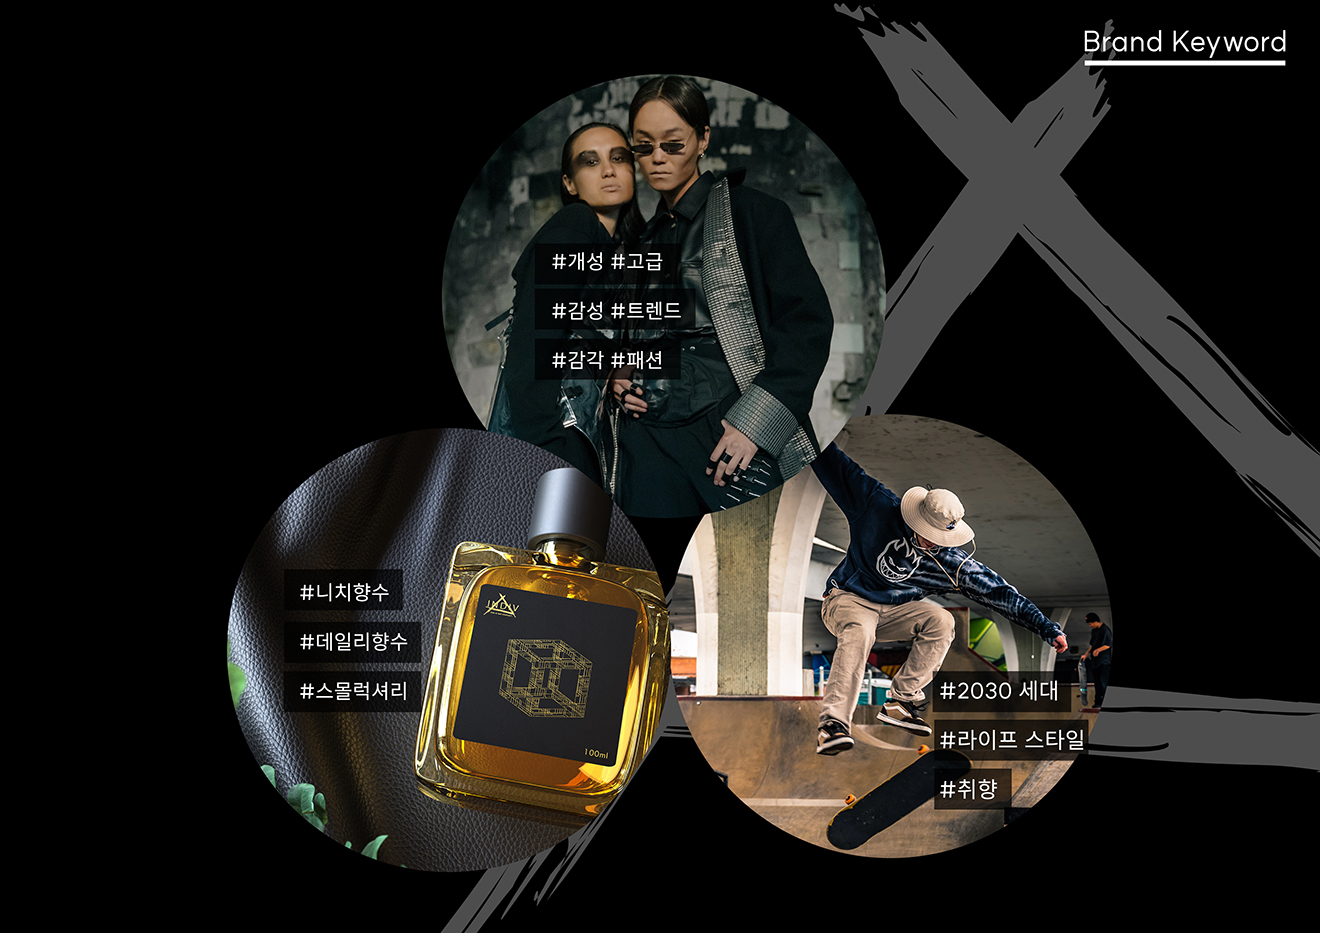 Brand Keyword
#개성 #고급
#감성 #트렌드
#감각 #패션
#니치향수
#데일리향수
#스몰럭셔리
INDIV
100ml
#2030 세대
#라이프 스타일
#취향